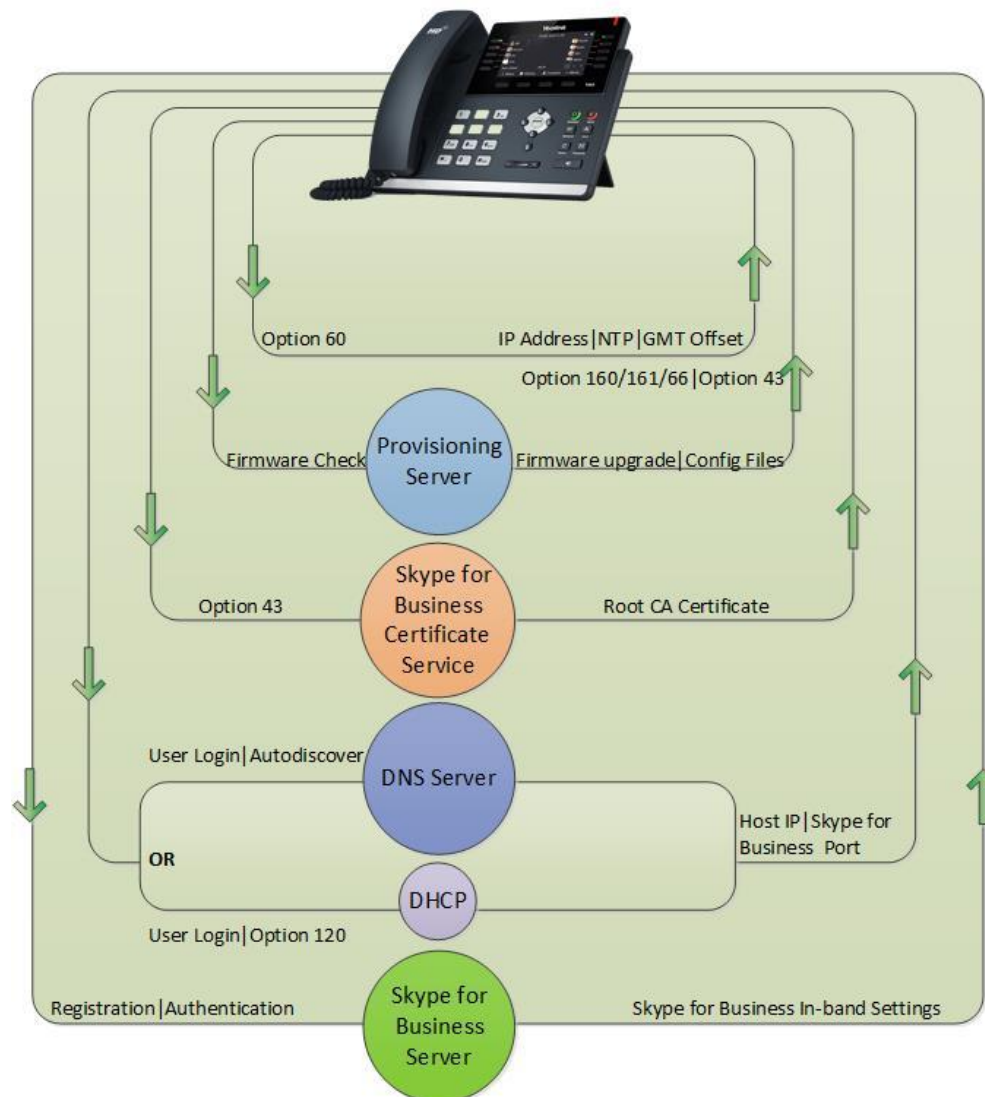 HD
Yealink
Option 60
IP Address|NTP|GMT Offset
Option 160/161/66|Option 43
Firmware Check
Provisioning
Server
Firmware upgrade|Config Files
Option 43
Skype for
Business
Certificate
Service
Root CA Certificate
User Login|Autodiscover
DNS Server
Host IP|Skype for
Business Port
OR
DHCP
User Login|Option 120
Registration|Authentication
Skype for
Business
Server
Skype for Business In-band Settings